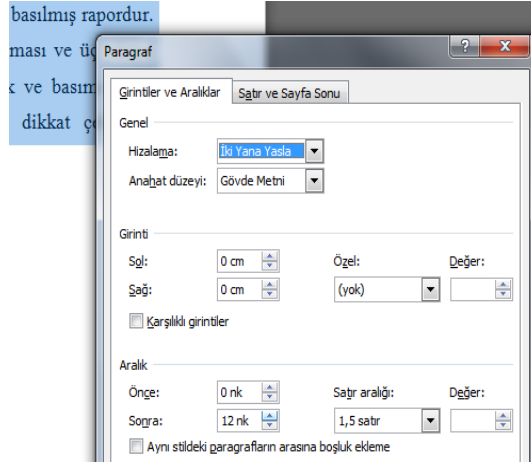 basılmış rapordur.
ması ve üç
k ve basım
dikkat çe
Paragraf
Girintiler ve Aralıklar Satır ve Sayfa Sonu
Genel
Hizalama: İki Yana Yasla
Anahat düzeyi: Gövde Metni
Girinti
Sol: 0 cm Özel: Değer:
Sağ: 0 cm (yok)
Karşılıklı girintiler
Aralık
Önce: 0 nk Satır aralığı: Değer:
Sonra: 12 nk 1,5 satır
Aynı stildeki paragrafların arasına boşluk ekleme